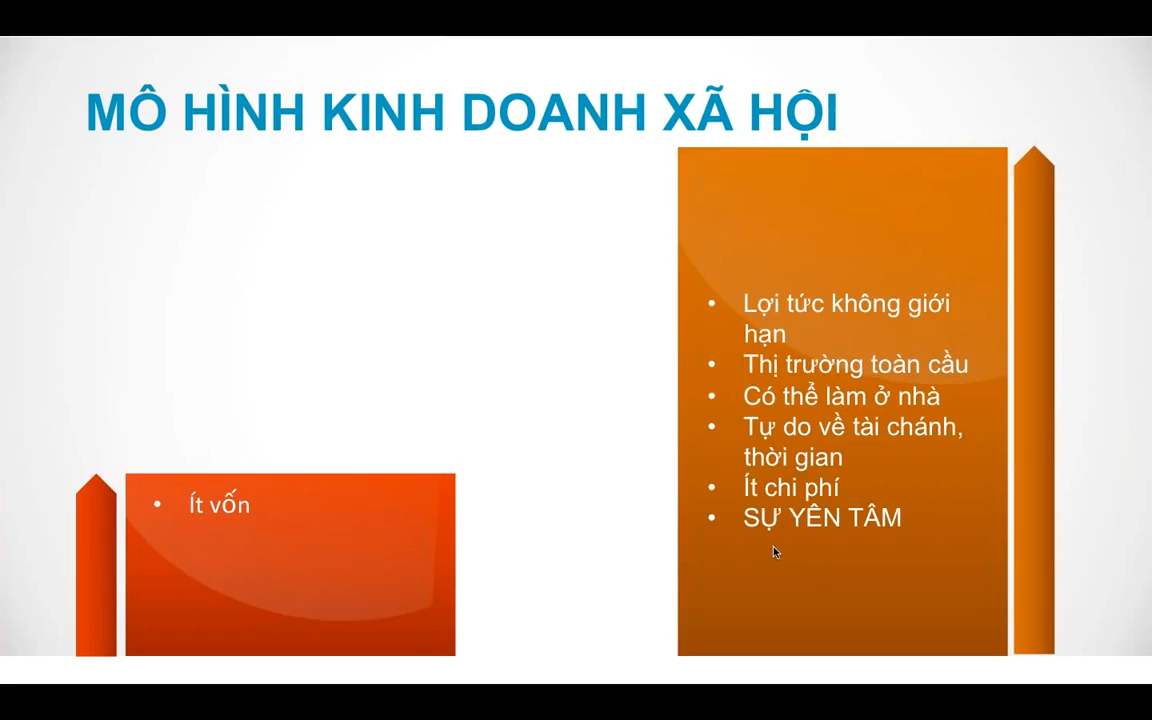 MÔ HÌNH KINH DOANH XÃ HỘI
• Ít vốn
• Lợi tức không giới
hạn
• Thị trường toàn cầu
• Có thể làm ở nhà
• Tự do về tài chánh,
thời gian
• Ít chi phí
• SỰ YÊN TÂM